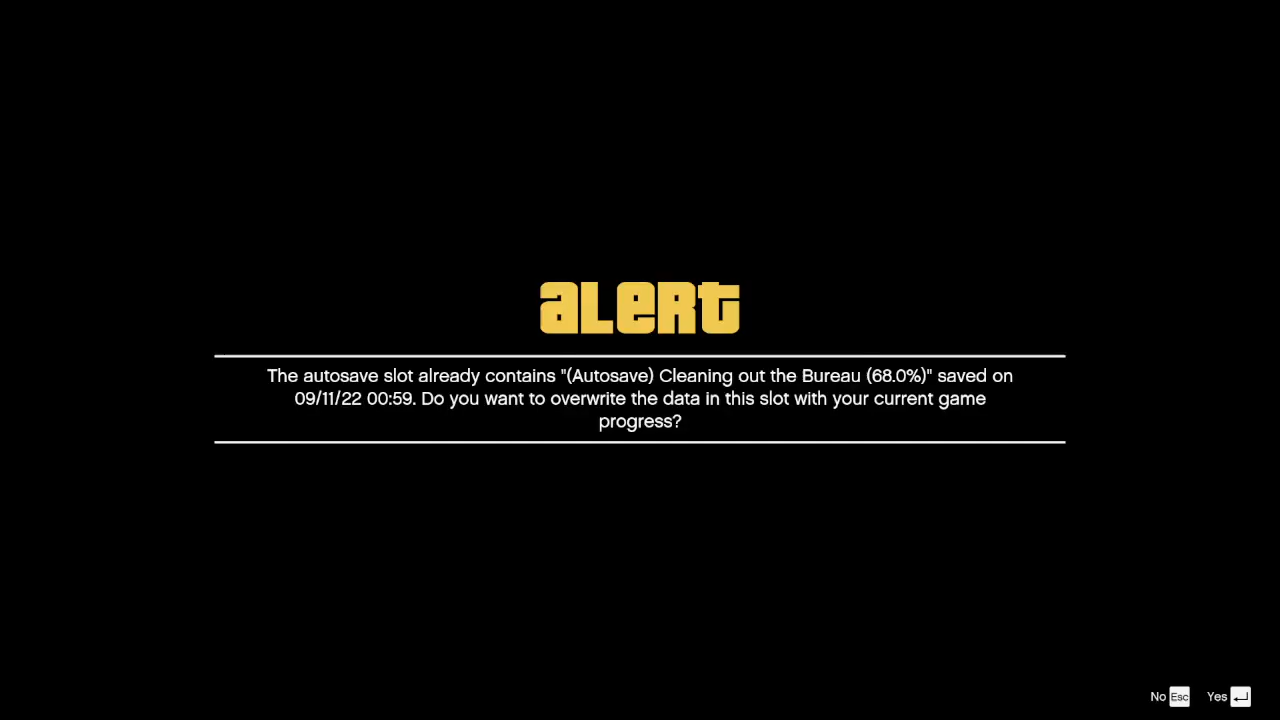 alert
The autosave slot already contains "(Autosave) Cleaning out the Bureau (68.0%)" saved on
09/11/22 00:59. Do you want to overwrite the data in this slot with your current game
progress?
No Esc Yes